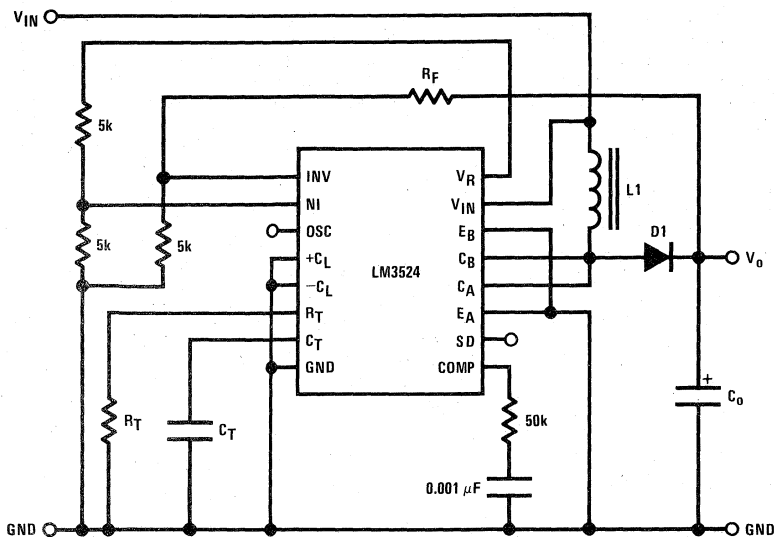 VIN
RF
5k
INV
VR
NI
VIN
L1
OSC
EB
5k
5k
+CL
LM3524
CB
D1
Vo
−CL
CA
RT
EA
CT
SD
GND
COMP
+
Co
RT
CT
50k
0.001 μF
GND
GND